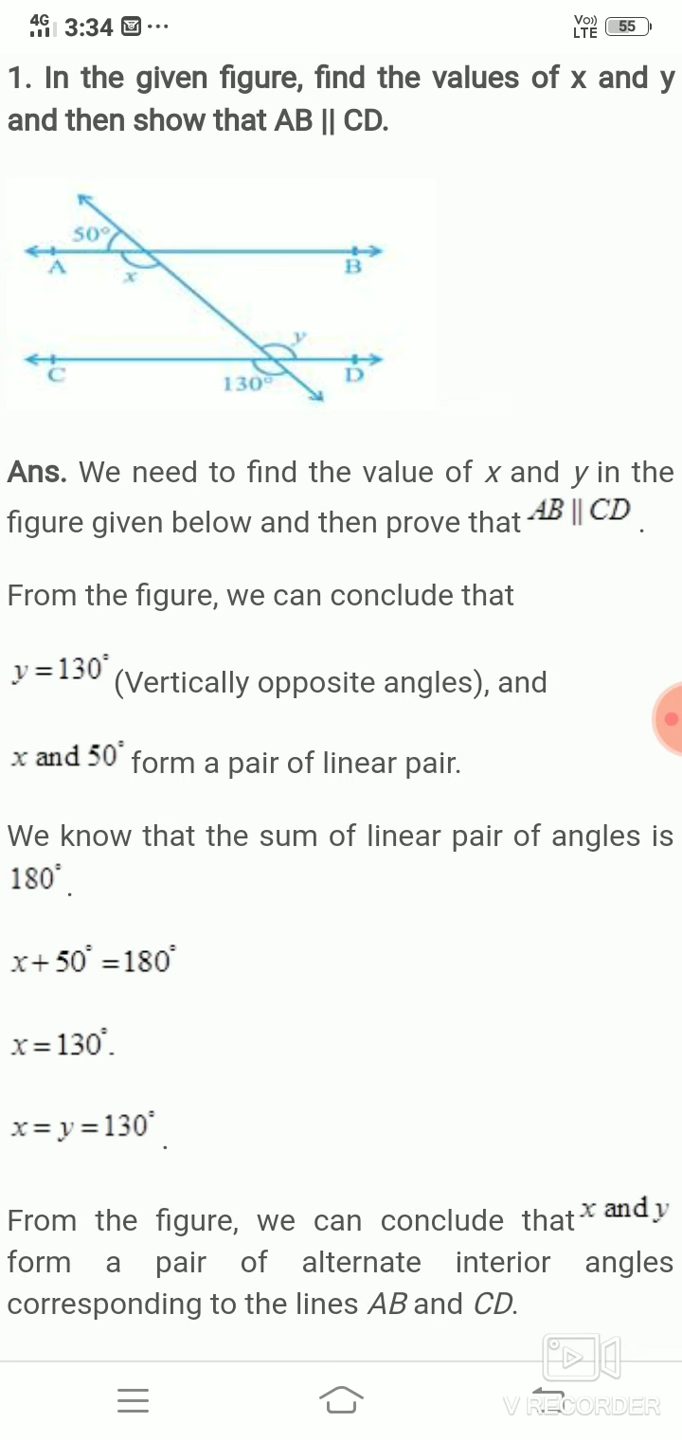 4G 3:34 ...
Vo)) LTE 55
1. In the given figure, find the values of x and y
and then show that AB || CD.
50°
A
x
B
y
C
130°
D
Ans. We need to find the value of x and y in the
figure given below and then prove that AB || CD .
From the figure, we can conclude that
y = 130° (Vertically opposite angles), and
x and 50° form a pair of linear pair.
We know that the sum of linear pair of angles is
180° .
x + 50° = 180°
x = 130°.
x = y = 130° .
From the figure, we can conclude that x and y
form a pair of alternate interior angles
corresponding to the lines AB and CD.
V RECORDER